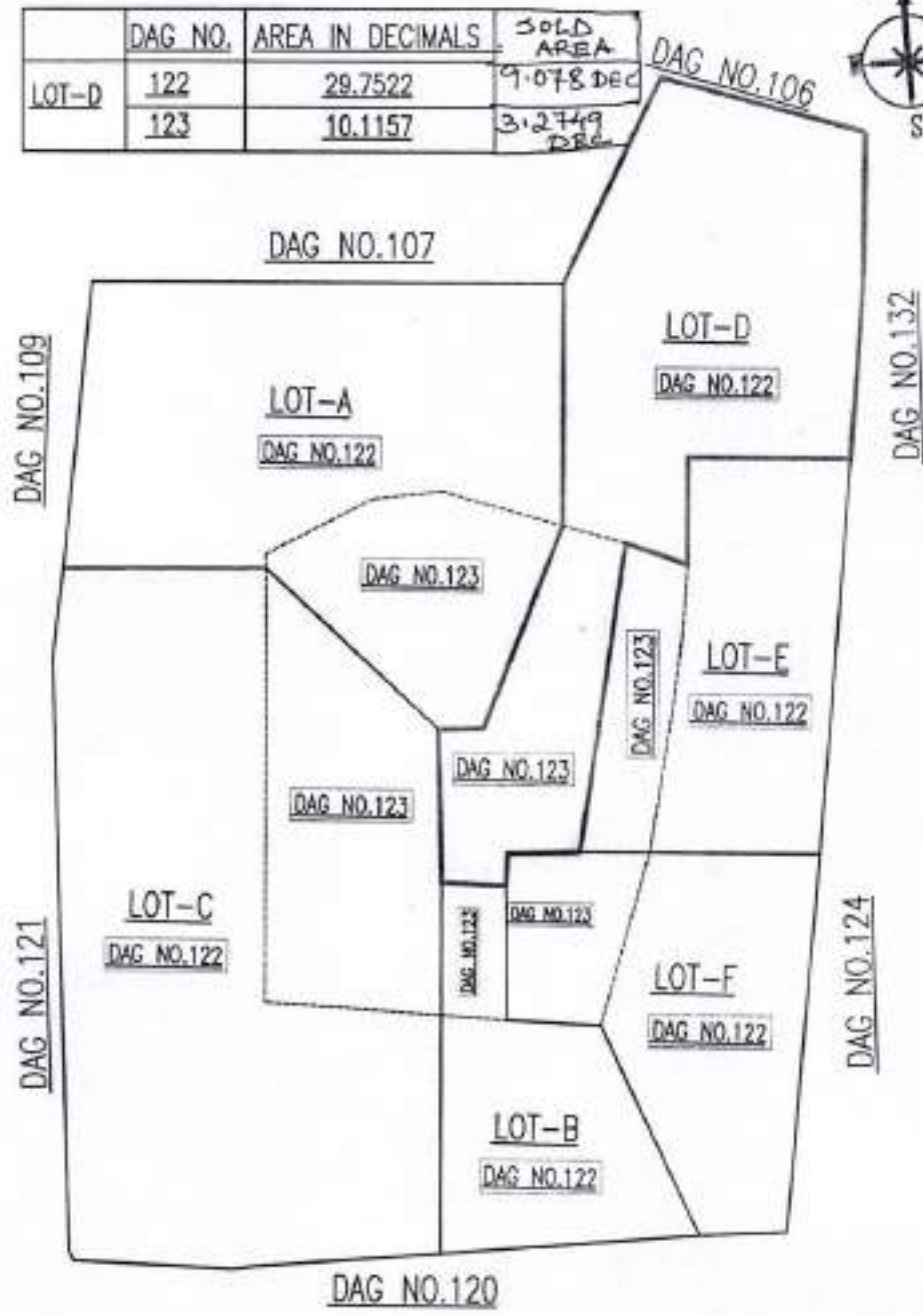 DAG NO. AREA IN DECIMALS SOLD AREA
LOT-D 122 29.7522 9.078 DEC
123 10.1157 3.2749 DEC
DAG NO.106
S
DAG NO.107
DAG NO.109
LOT-A
DAG NO.122
LOT-D
DAG NO.122
DAG NO.132
DAG NO.123
DAG NO.123
LOT-E
DAG NO.122
DAG NO.123
DAG NO.123
LOT-C
DAG NO.122
DAG NO.123
DAG NO.123
DAG NO.121
LOT-F
DAG NO.122
DAG NO.124
LOT-B
DAG NO.122
DAG NO.120